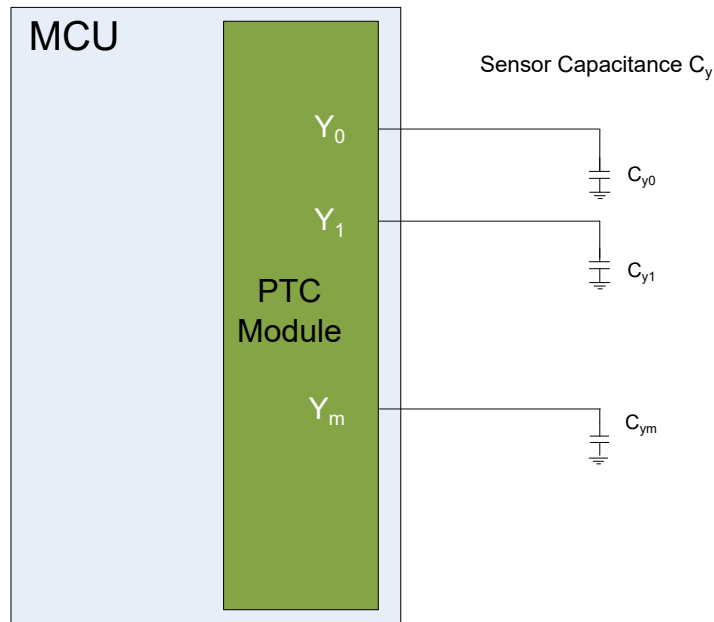 MCU
Sensor Capacitance Cy
Y0
Cy0
Y1
Cy1
PTC
Module
Ym
Cym